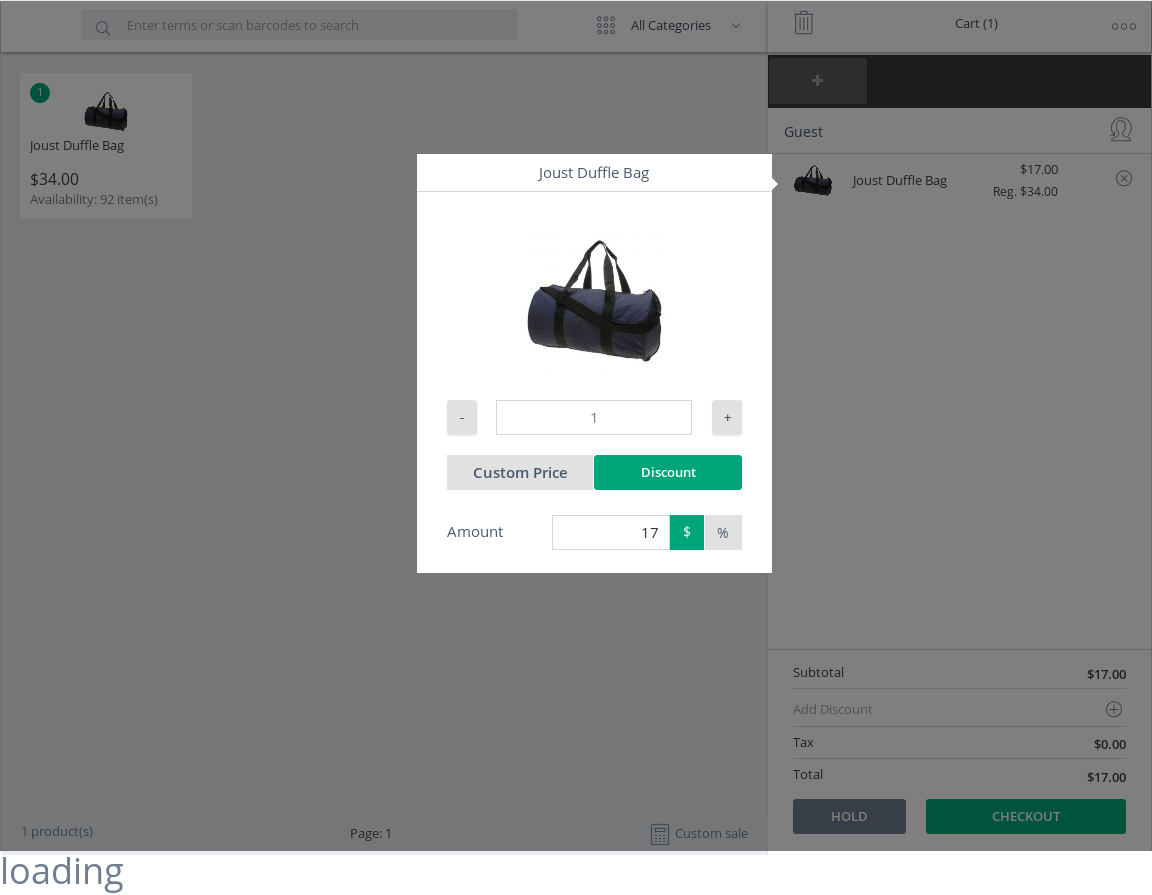 Enter terms or scan barcodes to search
All Categories
Cart (1)
1
Joust Duffle Bag
$34.00
Availability: 92 item(s)
+
Guest
Joust Duffle Bag
$17.00
Reg. $34.00
Joust Duffle Bag
- 1 +
Custom Price Discount
Amount 17 $ %
Subtotal $17.00
Add Discount
Tax $0.00
Total $17.00
HOLD CHECKOUT
1 product(s) Page: 1 Custom sale
loading